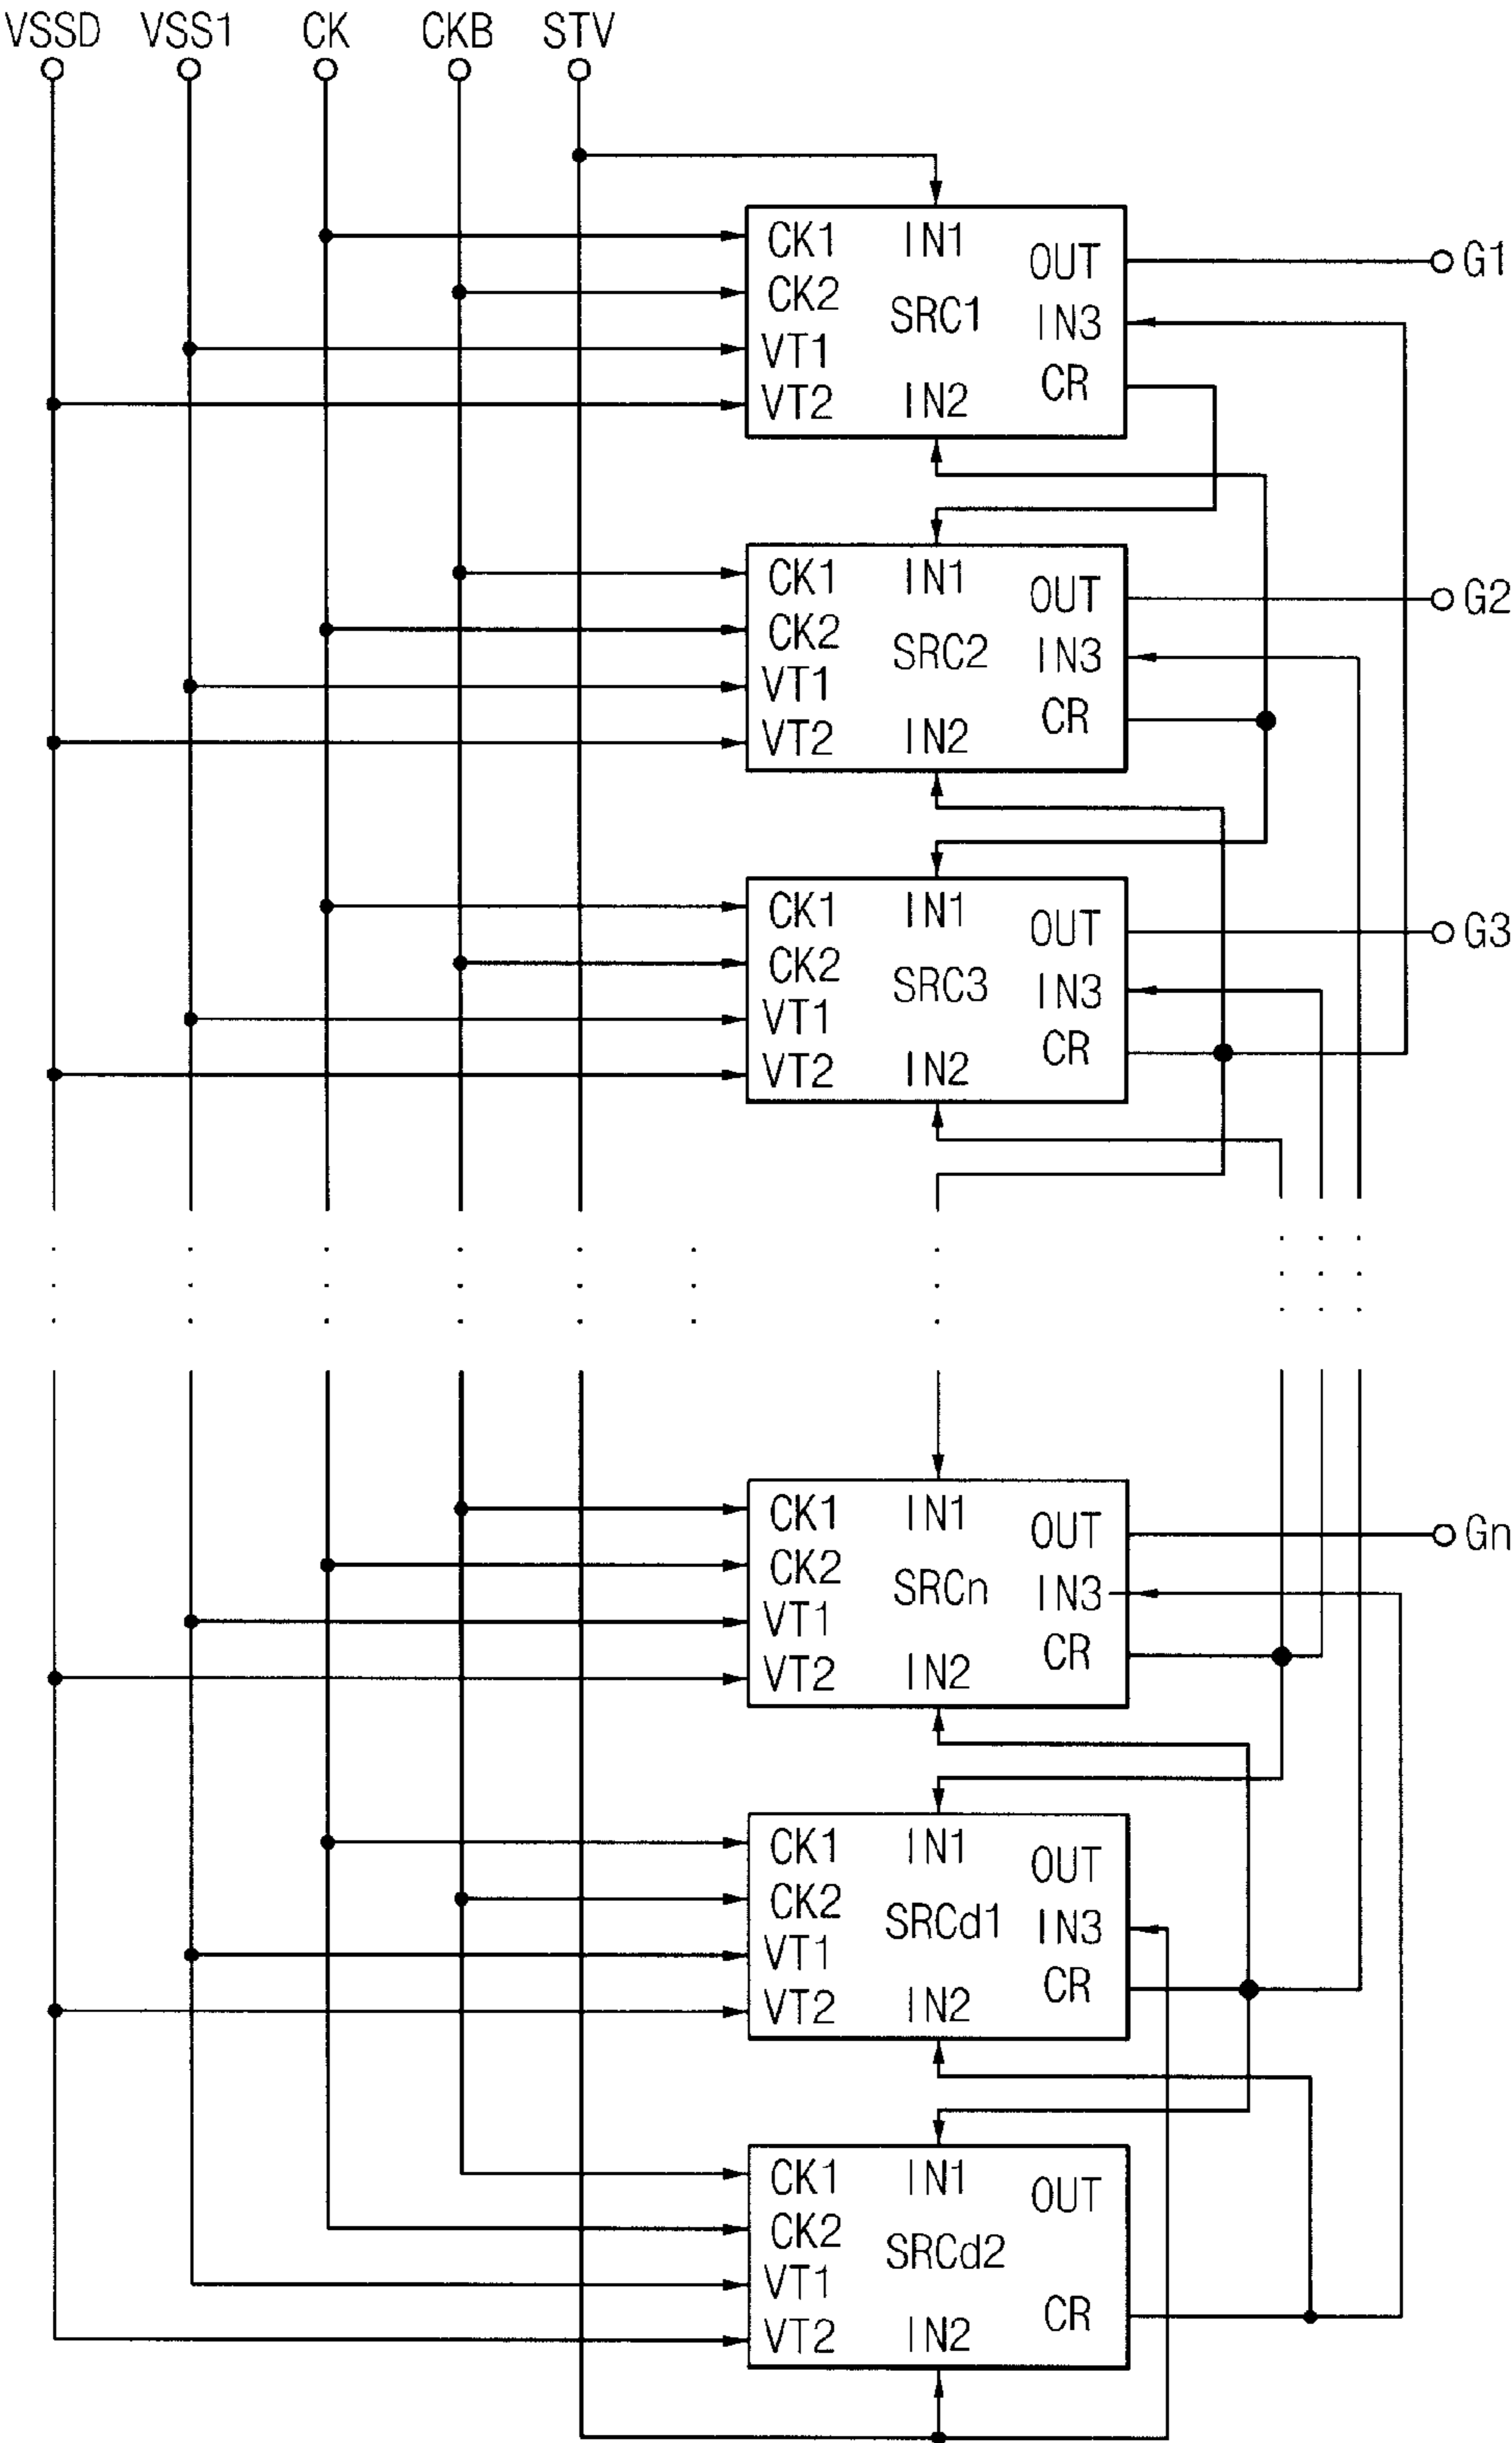 VSSD VSS1 CK CKB STV
CK1 IN1 OUT G1
CK2 SRC1 IN3
VT1 CR
VT2 IN2
CK1 IN1 OUT G2
CK2 SRC2 IN3
VT1 CR
VT2 IN2
CK1 IN1 OUT G3
CK2 SRC3 IN3
VT1 CR
VT2 IN2
CK1 IN1 OUT Gn
CK2 SRCn IN3
VT1 CR
VT2 IN2
CK1 IN1 OUT
CK2 SRCd1 IN3
VT1 CR
VT2 IN2
CK1 IN1 OUT
CK2 SRCd2
VT1 CR
VT2 IN2